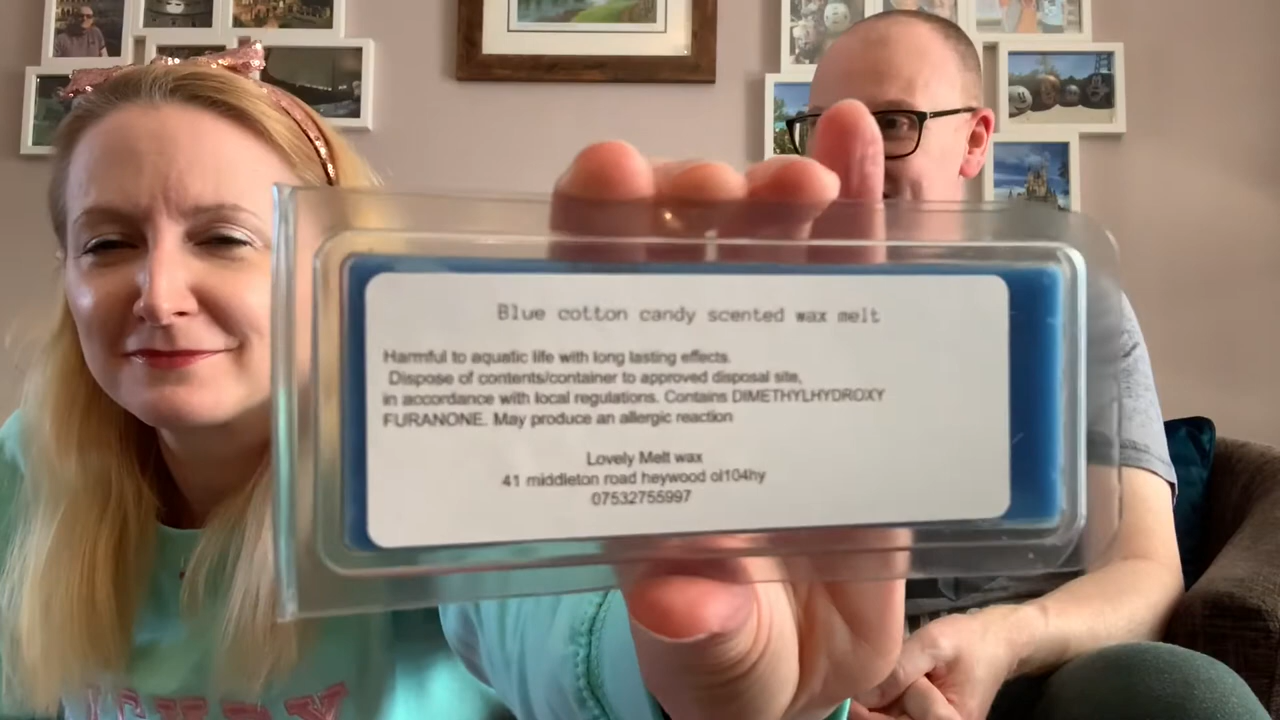 Blue cotton candy scented wax melt
Harmful to aquatic life with long lasting effects.
Dispose of contents/container to approved disposal site,
in accordance with local regulations. Contains DIMETHYLHYDROXY
FURANONE. May produce an allergic reaction
Lovely Melt wax
41 middleton road heywood ol104hy
07532755997